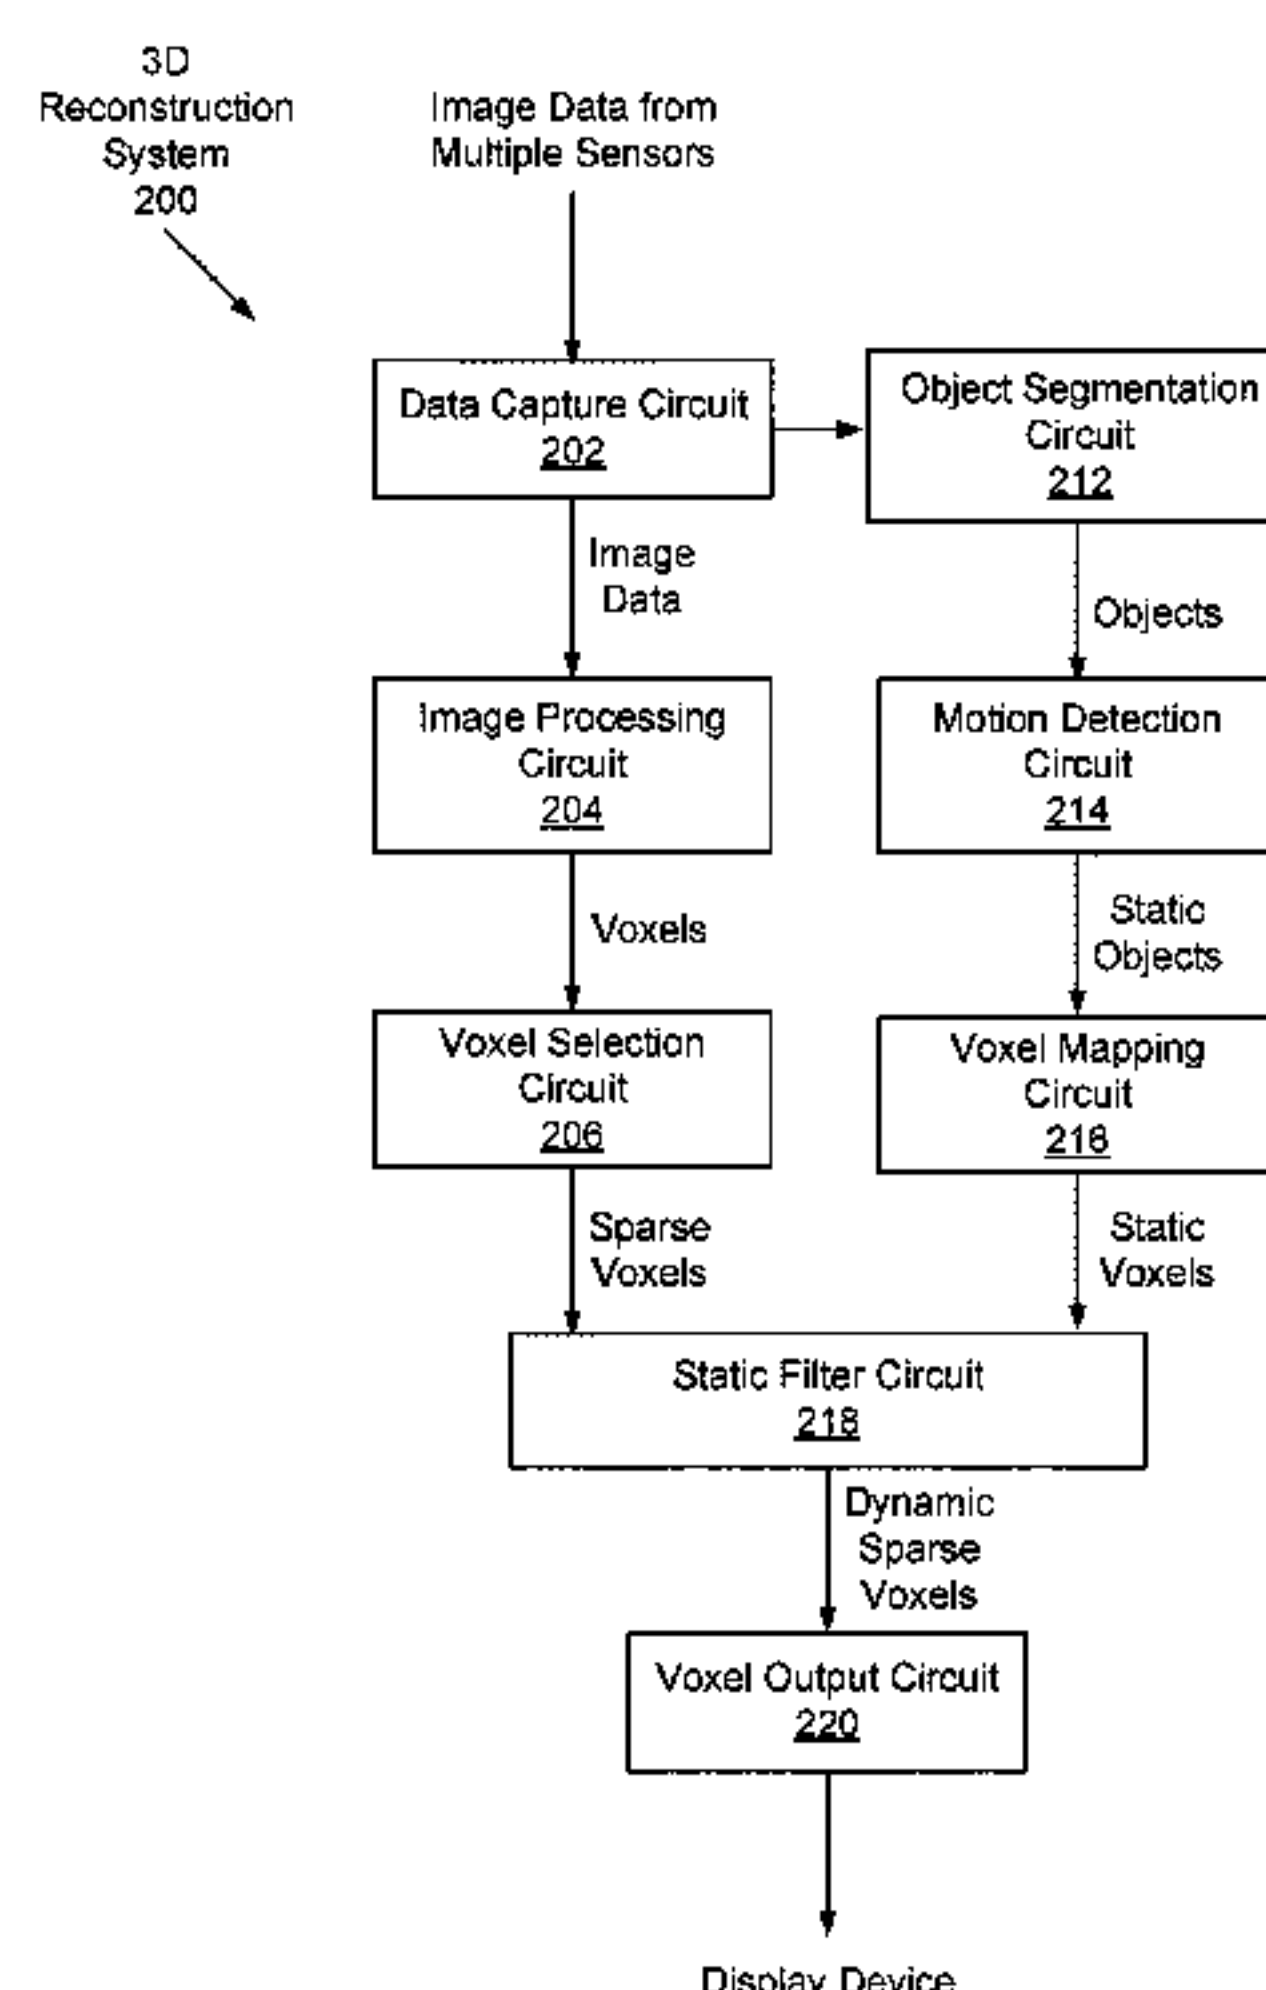 3D
Reconstruction
System
200
Image Data from
Multiple Sensors
Data Capture Circuit
202
Object Segmentation
Circuit
212
Image
Data
Objects
Image Processing
Circuit
204
Motion Detection
Circuit
214
Voxels
Static
Objects
Voxel Selection
Circuit
206
Voxel Mapping
Circuit
216
Sparse
Voxels
Static
Voxels
Static Filter Circuit
218
Dynamic
Sparse
Voxels
Voxel Output Circuit
220
Display Device